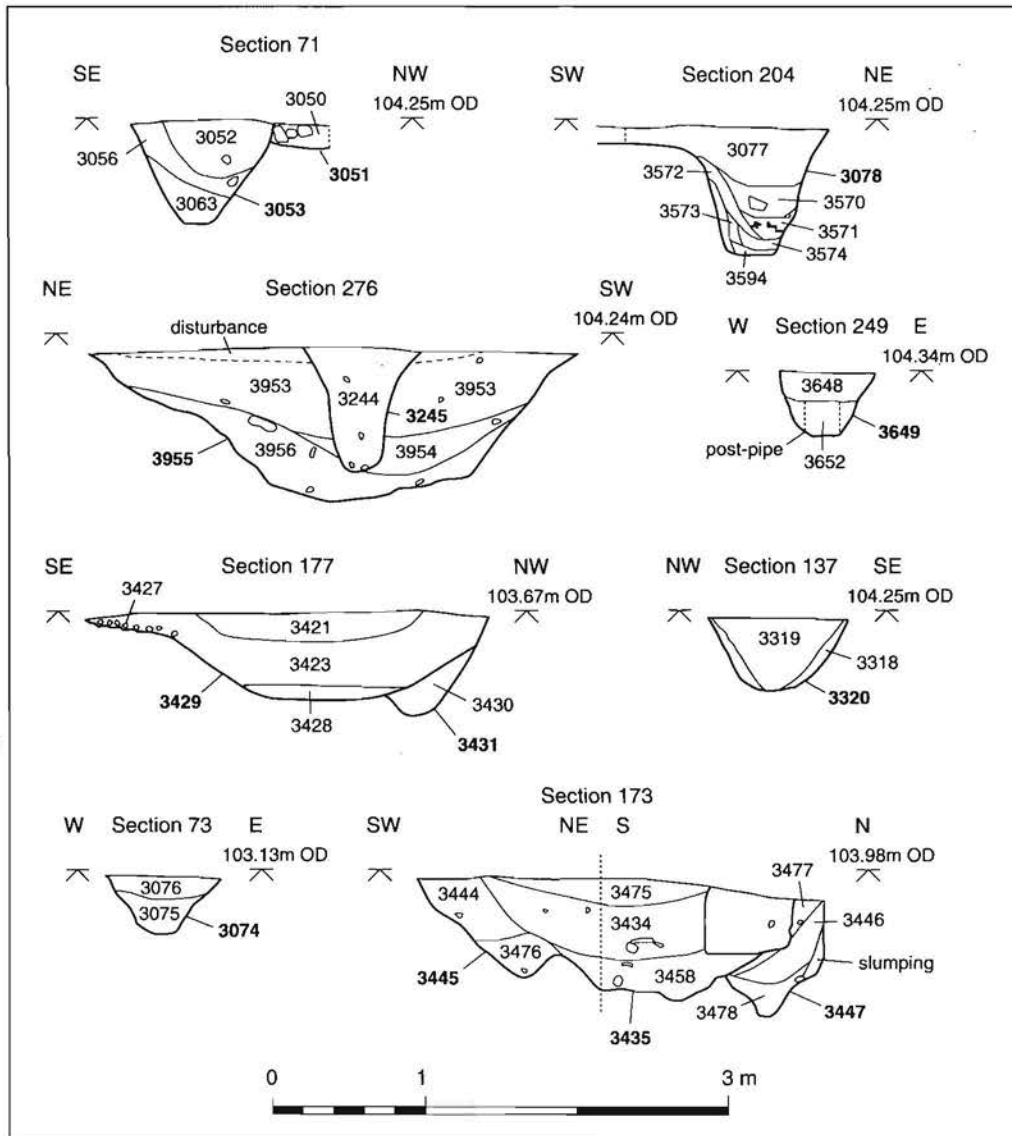 Section 71
SE NW
104.25m OD
3050
3052
3056
3051
3063
3053
Section 204
SW NE
104.25m OD
3077
3572
3078
3570
3573
3571
3574
3594
Section 276
NE SW
104.24m OD
disturbance
3953
3244
3953
3245
3956
3954
3955
W Section 249 E
104.34m OD
3648
3649
post-pipe
3652
SE Section 177 NW
103.67m OD
3427
3421
3423
3429
3430
3428
3431
NW Section 137 SE
104.25m OD
3319
3318
3320
W Section 73 E
103.13m OD
3076
3075
3074
Section 173
SW NE S N
103.98m OD
3477
3444
3475
3446
3434
3476
slumping
3458
3445
3478
3447
3435
0 1 3 m